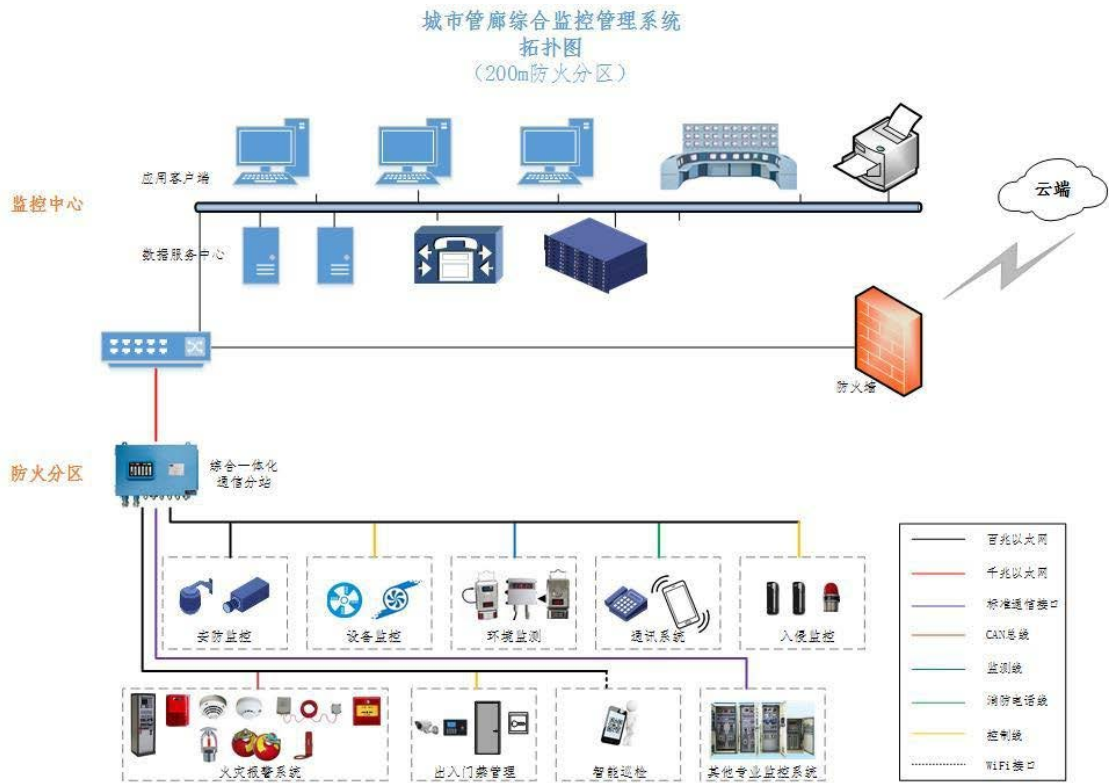 城市管廊综合监控管理系统
拓扑图
（200m防火分区）
应用客户端
监控中心
云端
数据服务中心
防火墙
防火分区
综合一体化
通信分站
百兆以太网
千兆以太网
标准通信接口
CAN总线
监测线
消防电话线
控制线
WiFi接口
安防监控
设备监控
环境监测
通讯系统
入侵监控
火灾报警系统
出入门禁管理
智能巡检
其他专业监控系统